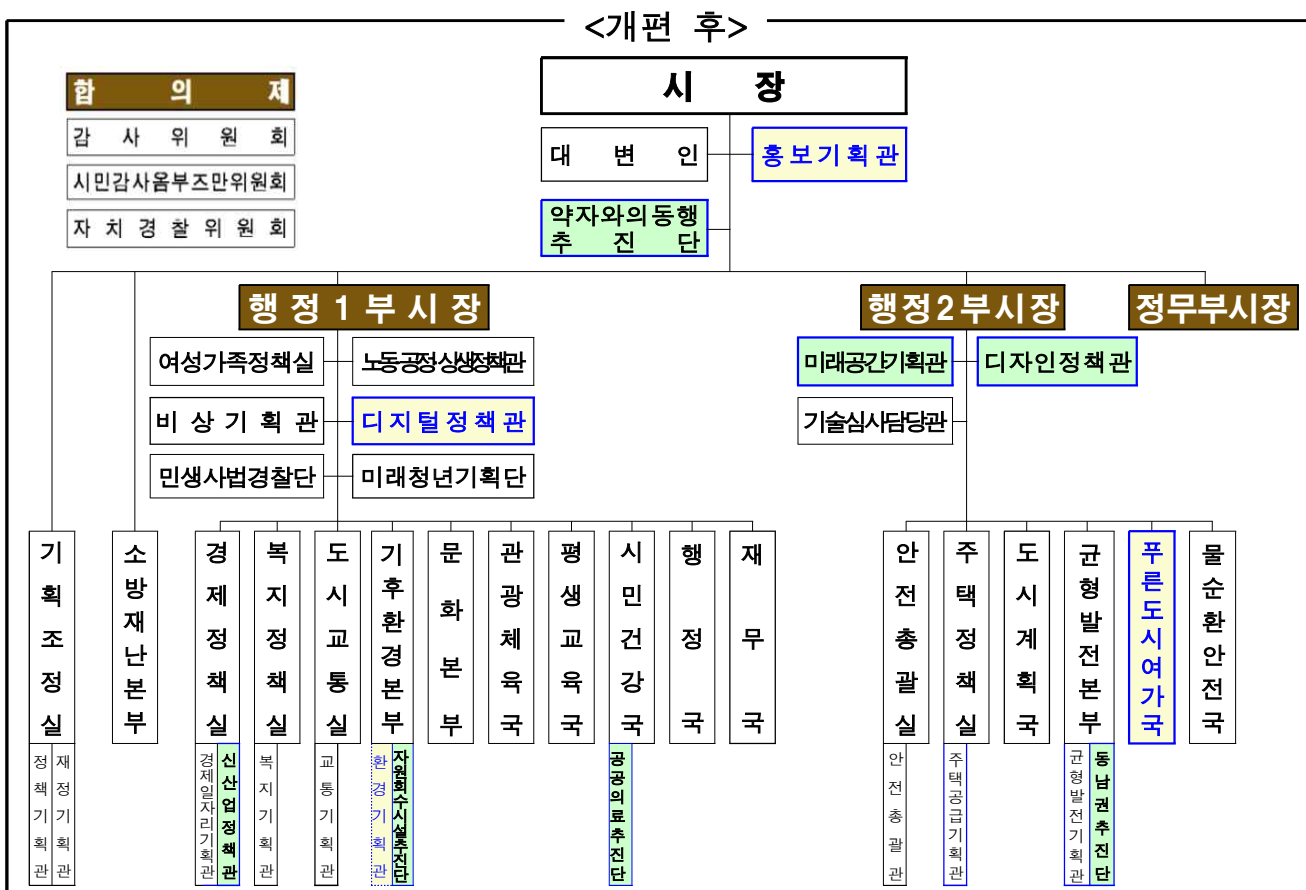 <개편 후>
합 의 제
감 사 위 원 회
시민감사옴부즈만위원회
자 치 경 찰 위 원 회
시 장
대 변 인
홍보기획관
약자와의동행
추 진 단
행정1부시장
행정2부시장
정무부시장
여성가족정책실
노동·공정·상생정책관
비상기획관
디지털정책관
민생사법경찰단
미래청년기획단
미래공간기획관
디자인정책관
기술심사담당관
기획조정실
소방재난본부
경제정책실
복지정책실
도시교통실
기후환경본부
문화본부
관광체육국
평생교육국
시민건강국
행정국
재무국
안전총괄실
주택정책실
도시계획국
균형발전본부
푸른도시여가국
물순환안전국
정책기획관
재정기획관
경제일자리기획관
신산업정책관
복지기획관
교통기획관
환경기획관
자원회수시설추진단
공공의료추진단
안전총괄관
주택공급기획관
균형발전기획관
동남권추진단